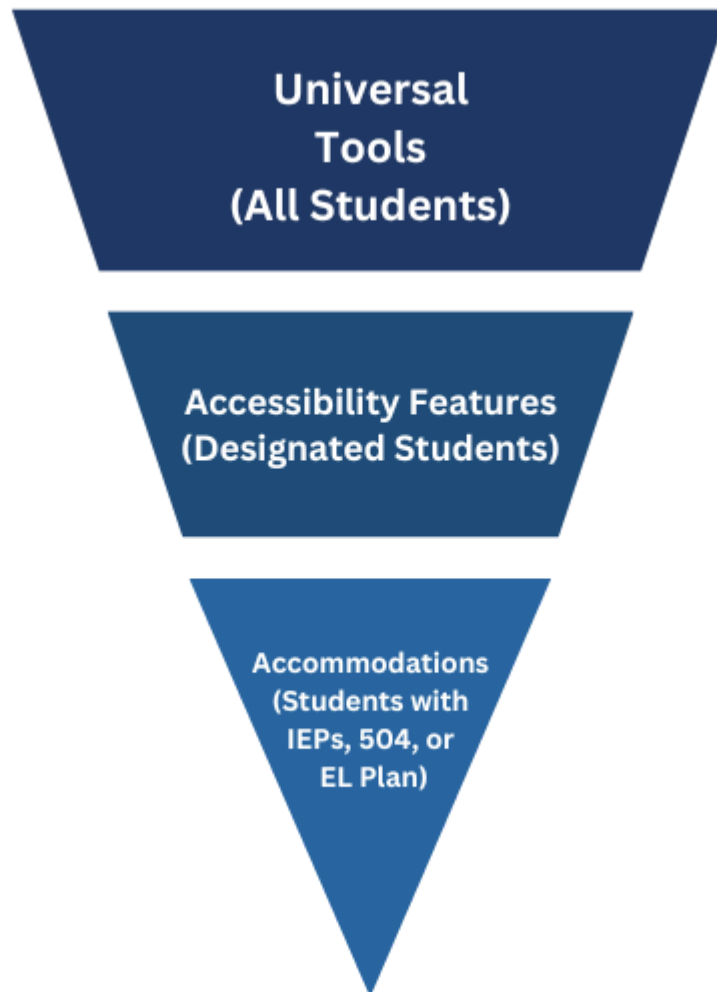 Universal
Tools
(All Students)
Accessibility Features
(Designated Students)
Accommodations
(Students with
IEPs, 504, or
EL Plan)